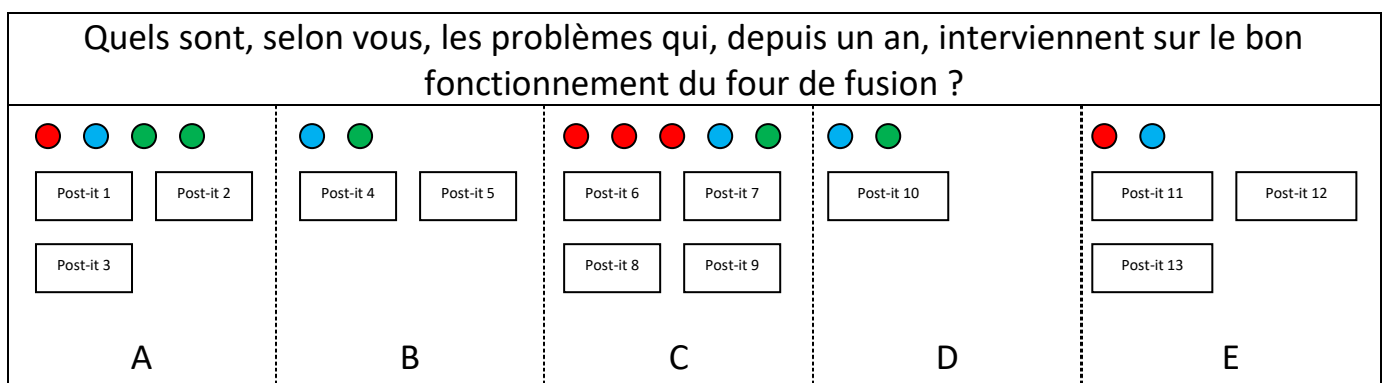 Quels sont, selon vous, les problèmes qui, depuis un an, interviennent sur le bon
fonctionnement du four de fusion ?
Post-it 1 Post-it 2 Post-it 4 Post-it 5 Post-it 6 Post-it 7 Post-it 10 Post-it 11 Post-it 12
Post-it 3 Post-it 8 Post-it 9 Post-it 13
A B C D E